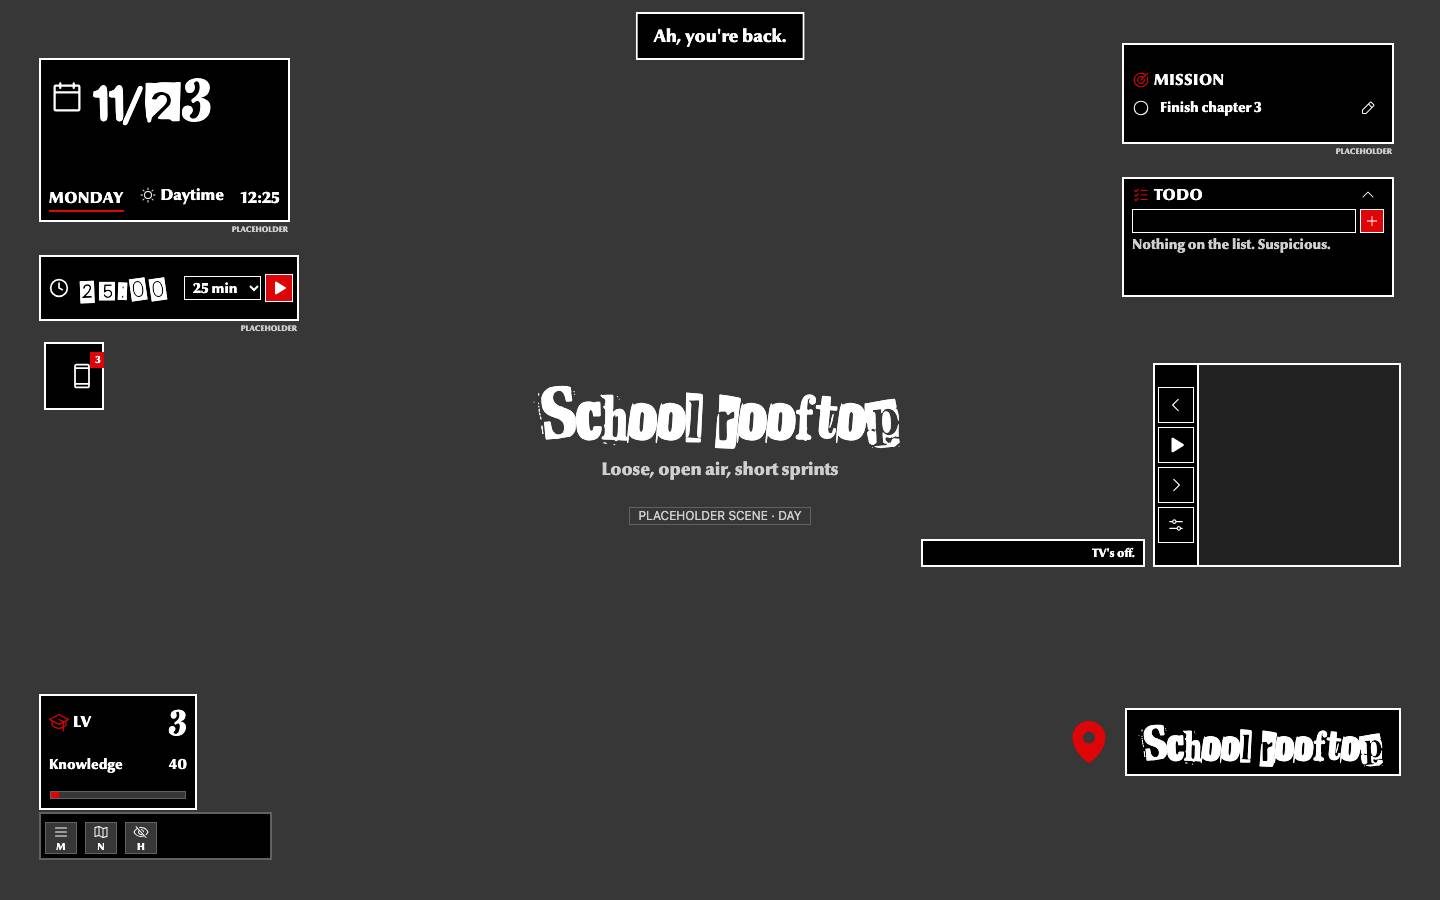 Ah, you're back.
11/23
MONDAY Daytime 12:25
PLACEHOLDER
25:00 25 min
PLACEHOLDER
3
MISSION
Finish chapter 3
PLACEHOLDER
TODO
Nothing on the list. Suspicious.
School rooftop
Loose, open air, short sprints
PLACEHOLDER SCENE · DAY
TV's off.
LV 3
Knowledge 40
M N H
School rooftop